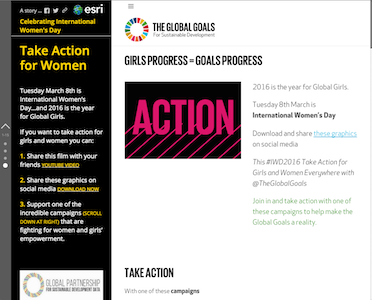 A story ...
esri
Celebrating International
Women's Day
Take Action
for Women
Tuesday March 8th is
International Women's
Day...and 2016 is the year
for Global Girls.
If you want to take action for
girls and women you can:
1. Share this film with your
friends YOUTUBE VIDEO
2. Share these graphics on
social media DOWNLOAD NOW
3. Support one of the
incredible campaigns (SCROLL
DOWN AT RIGHT) that are
fighting for women and girls'
empowerment.
GLOBAL PARTNERSHIP
FOR SUSTAINABLE DEVELOPMENT DATA
THE GLOBAL GOALS
For Sustainable Development
GIRLS PROGRESS = GOALS PROGRESS
ACTION
2016 is the year for Global Girls.
Tuesday 8th March is
International Women's Day
Download and share these graphics
on social media
This #IWD2016 Take Action for
Girls and Women Everywhere with
@TheGlobalGoals
Join in and take action with one of
these campaigns to help make the
Global Goals a reality.
TAKE ACTION
With one of these campaigns